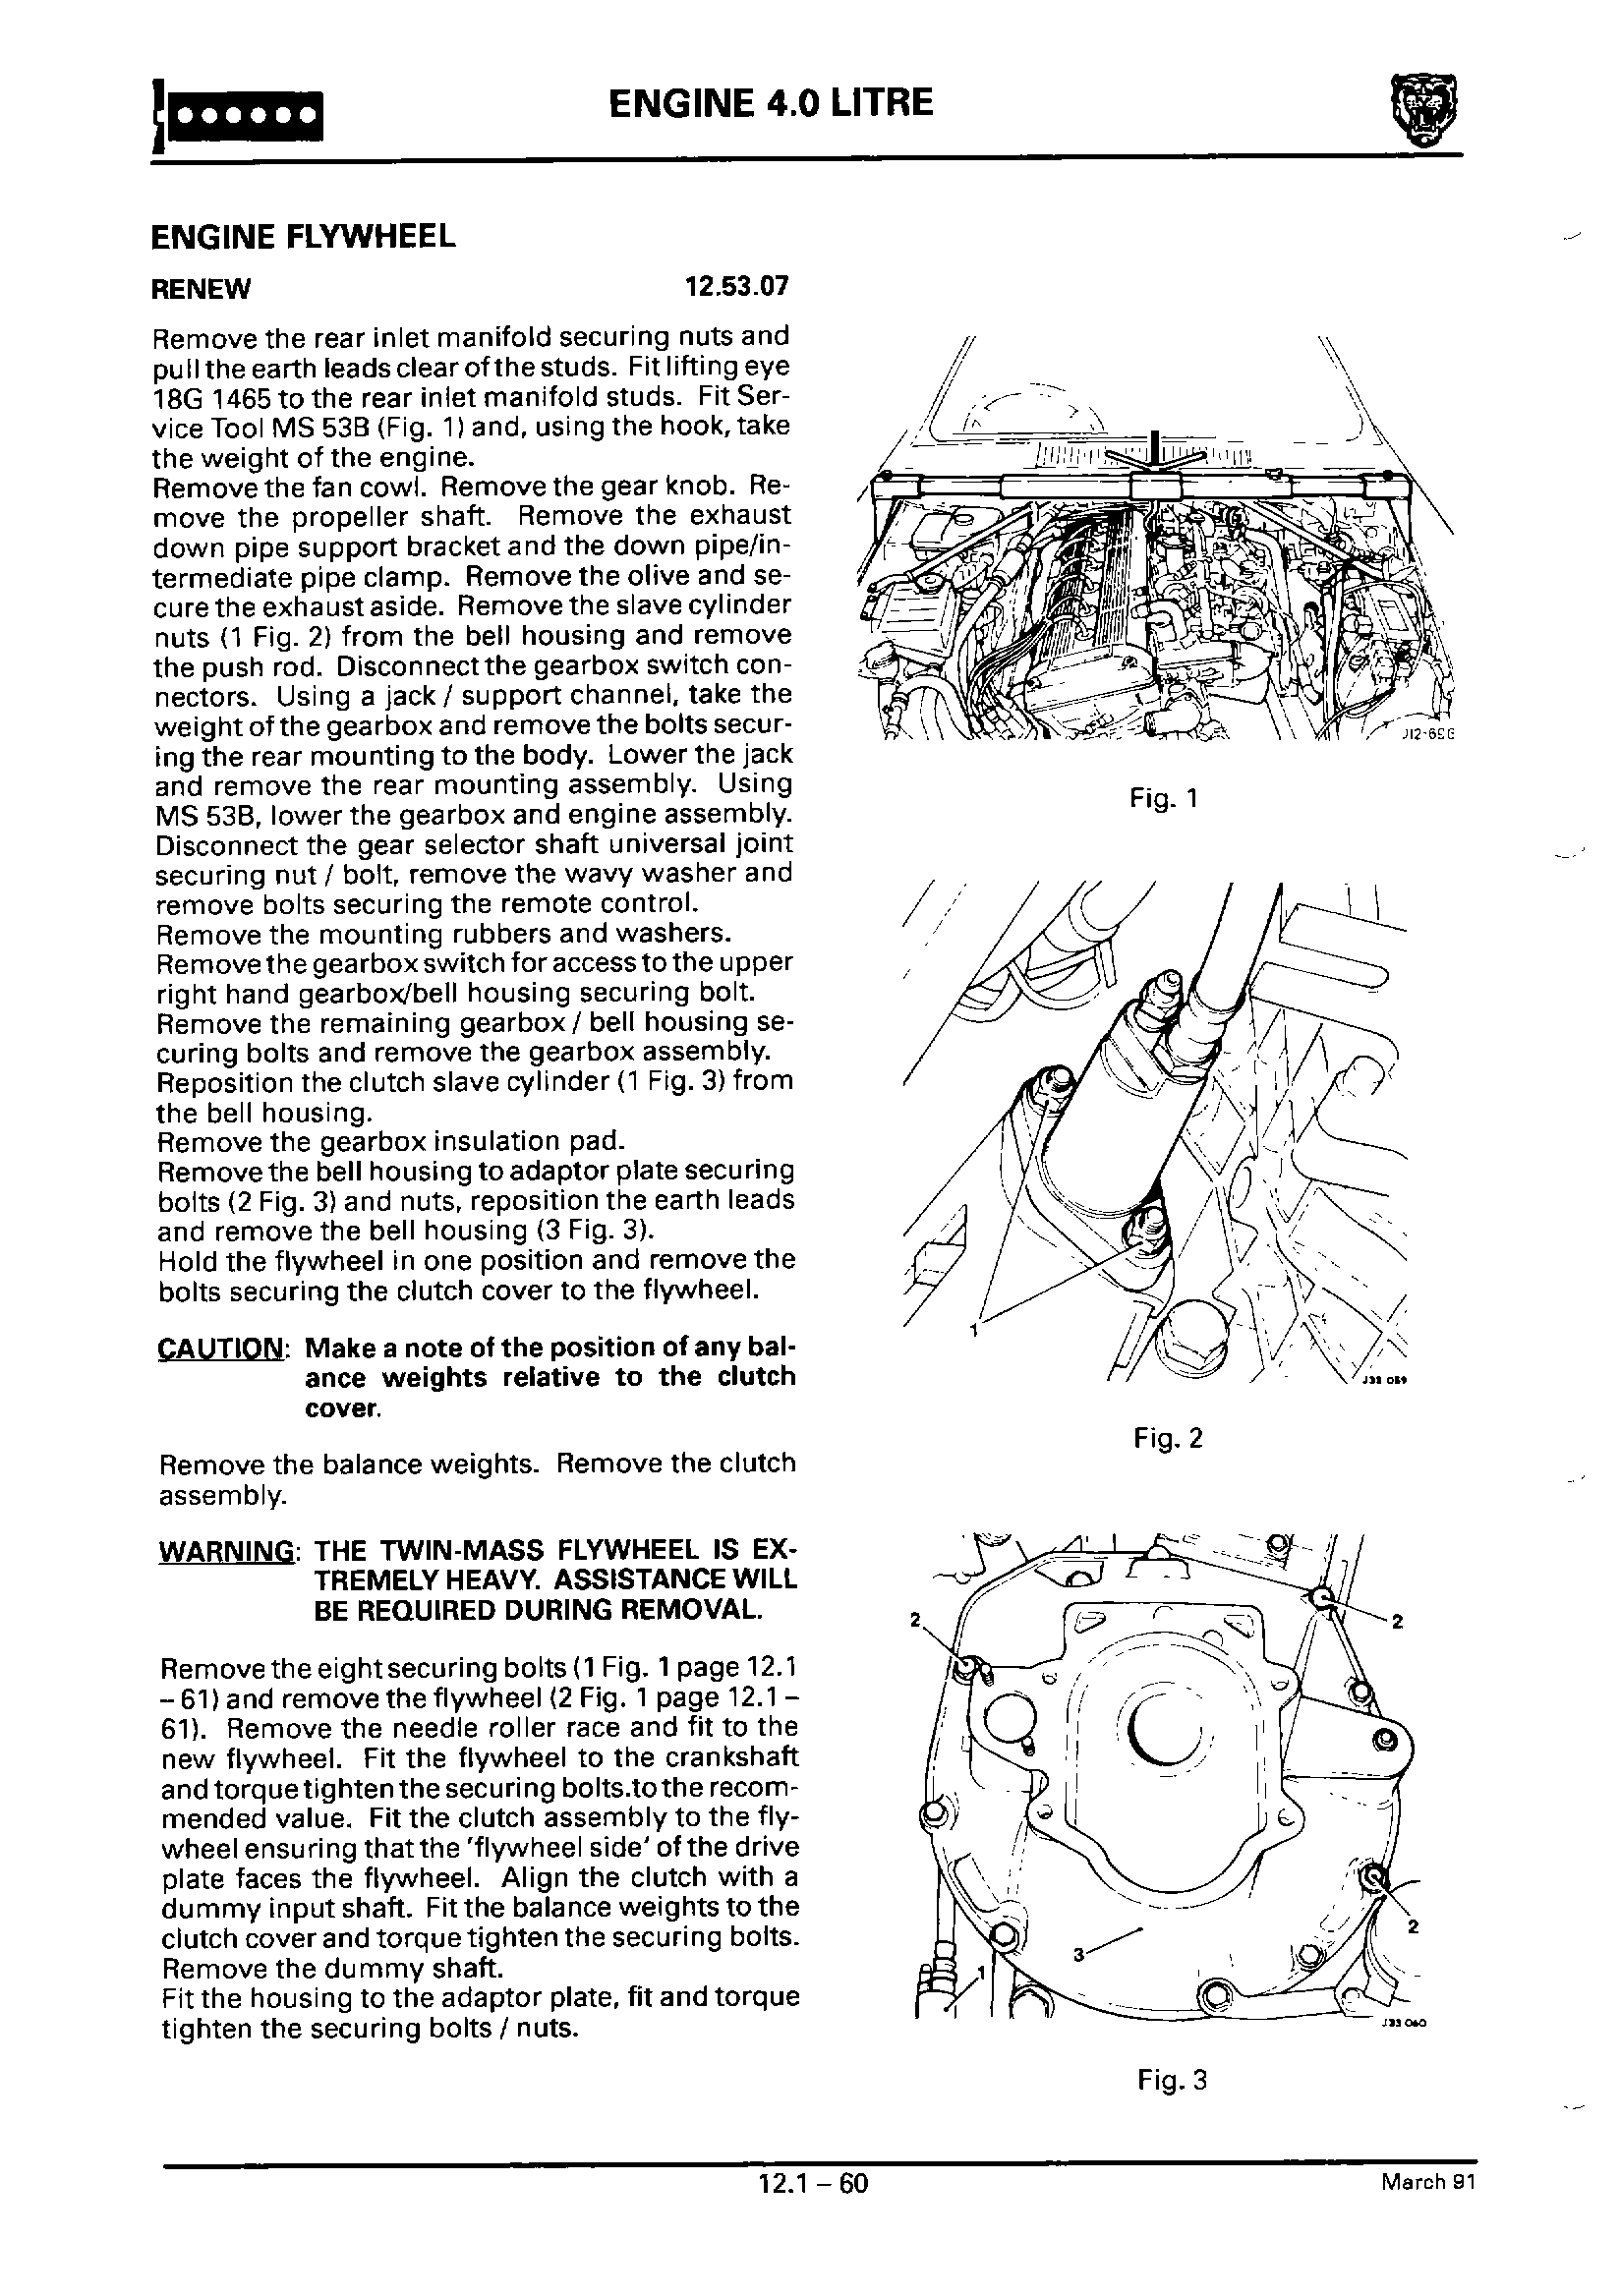 ENGINE 4.0 LITRE
ENGINE FLYWHEEL
RENEW 12.53.07
Remove the rear inlet manifold securing nuts and
pull the earth leads clear of the studs. Fit lifting eye
18G 1465 to the rear inlet manifold studs. Fit Ser-
vice Tool MS 53B (Fig. 1) and, using the hook, take
the weight of the engine.
Remove the fan cowl. Remove the gear knob. Re-
move the propeller shaft. Remove the exhaust
down pipe support bracket and the down pipe/in-
termediate pipe clamp. Remove the olive and se-
cure the exhaust aside. Remove the slave cylinder
nuts (1 Fig. 2) from the bell housing and remove
the push rod. Disconnect the gearbox switch con-
nectors. Using a jack / support channel, take the
weight of the gearbox and remove the bolts secur-
ing the rear mounting to the body. Lower the jack
and remove the rear mounting assembly. Using
MS 53B, lower the gearbox and engine assembly.
Disconnect the gear selector shaft universal joint
securing nut / bolt, remove the wavy washer and
remove bolts securing the remote control.
Remove the mounting rubbers and washers.
Remove the gearbox switch for access to the upper
right hand gearbox/bell housing securing bolt.
Remove the remaining gearbox / bell housing se-
curing bolts and remove the gearbox assembly.
Reposition the clutch slave cylinder (1 Fig. 3) from
the bell housing.
Remove the gearbox insulation pad.
Remove the bell housing to adaptor plate securing
bolts (2 Fig. 3) and nuts, reposition the earth leads
and remove the bell housing (3 Fig. 3).
Hold the flywheel in one position and remove the
bolts securing the clutch cover to the flywheel.
CAUTION: Make a note of the position of any bal-
ance weights relative to the clutch
cover.
Remove the balance weights. Remove the clutch
assembly.
WARNING: THE TWIN-MASS FLYWHEEL IS EX-
TREMELY HEAVY. ASSISTANCE WILL
BE REQUIRED DURING REMOVAL.
Remove the eight securing bolts (1 Fig. 1 page 12.1
– 61) and remove the flywheel (2 Fig. 1 page 12.1 –
61). Remove the needle roller race and fit to the
new flywheel. Fit the flywheel to the crankshaft
and torque tighten the securing bolts.to the recom-
mended value. Fit the clutch assembly to the fly-
wheel ensuring that the 'flywheel side' of the drive
plate faces the flywheel. Align the clutch with a
dummy input shaft. Fit the balance weights to the
clutch cover and torque tighten the securing bolts.
Remove the dummy shaft.
Fit the housing to the adaptor plate, fit and torque
tighten the securing bolts / nuts.
Fig. 1
1
Fig. 2
2
2
2
3
1
J33 060
Fig. 3
12.1 – 60
March 91